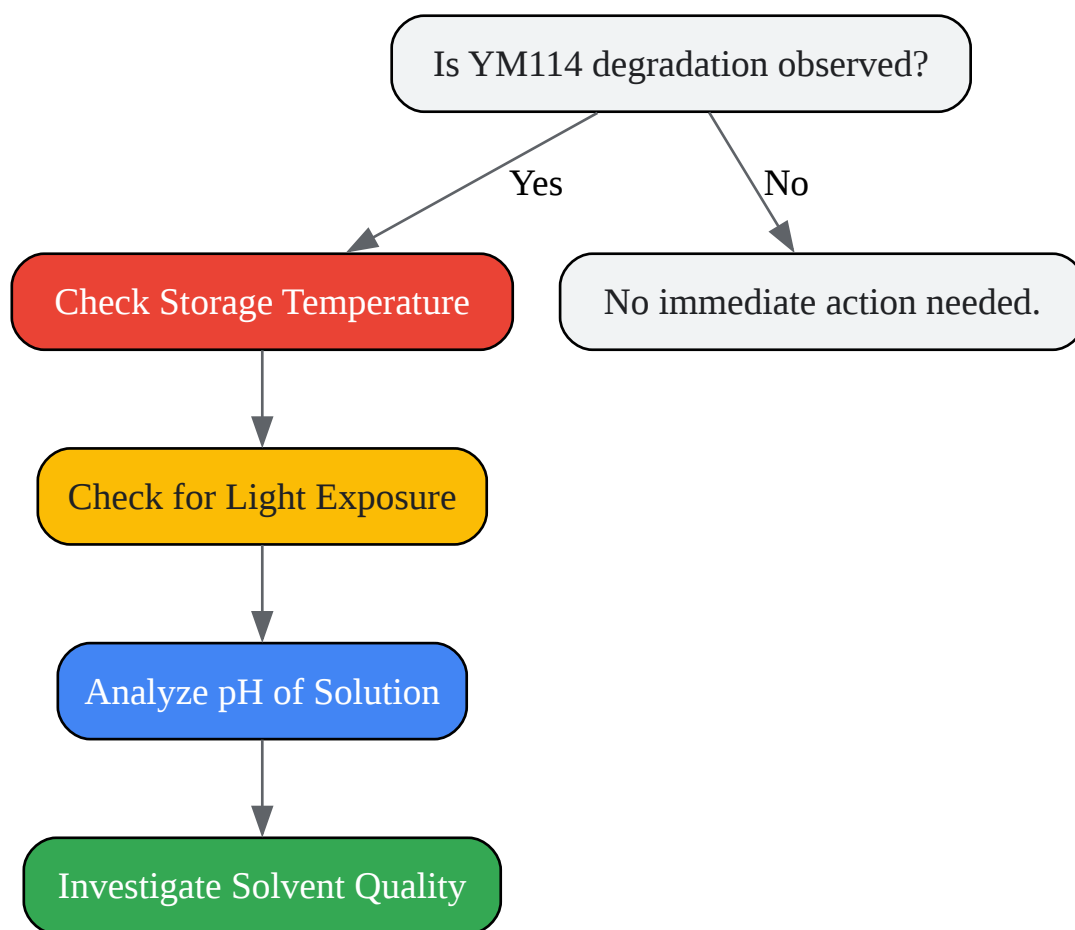 Is YM114 degradation observed?
Yes
No
Check Storage Temperature
No immediate action needed.
Check for Light Exposure
Analyze pH of Solution
Investigate Solvent Quality